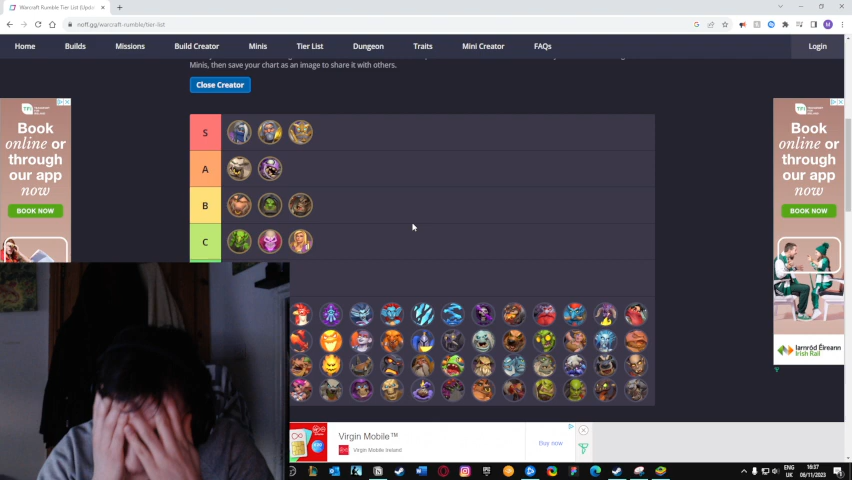 Warcraft Rumble Tier List (Upda
noff.gg/warcraft-rumble/tier-list
Home
Builds
Missions
Build Creator
Minis
Tier List
Dungeon
Traits
Mini Creator
FAQs
Login
Minis, then save your chart as an image to share it with others.
Close Creator
S
A
B
C
Book
online or
through
our app
now
BOOK NOW
Book
online or
through
our app
now
BOOK NOW
Iarnród Éireann
Irish Rail
Virgin Mobile™
Virgin Mobile Ireland
Buy now
ENG
UK
16:37
08/11/2023